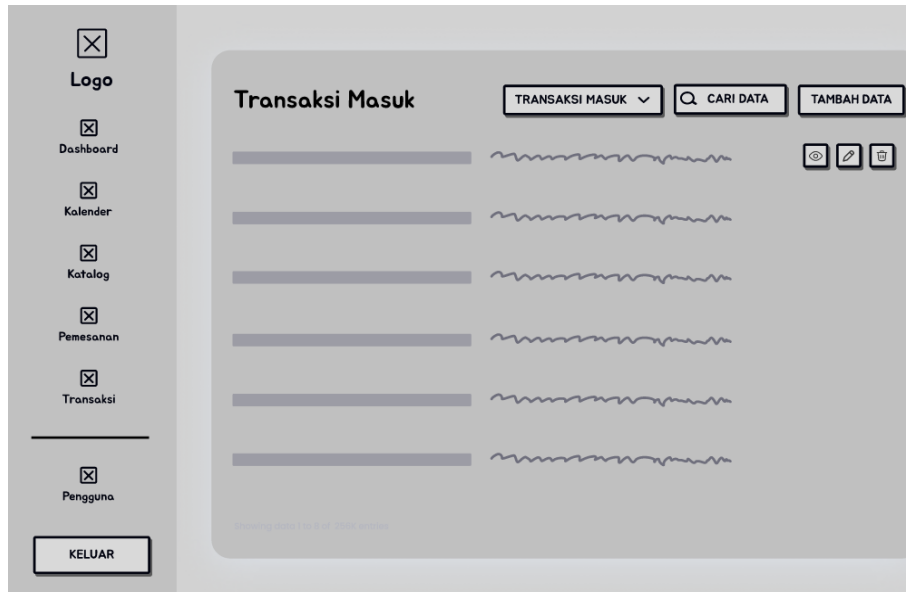 Logo
Dashboard
Kalender
Katalog
Pemesanan
Transaksi
Pengguna
KELUAR
Transaksi Masuk
TRANSAKSI MASUK
CARI DATA
TAMBAH DATA